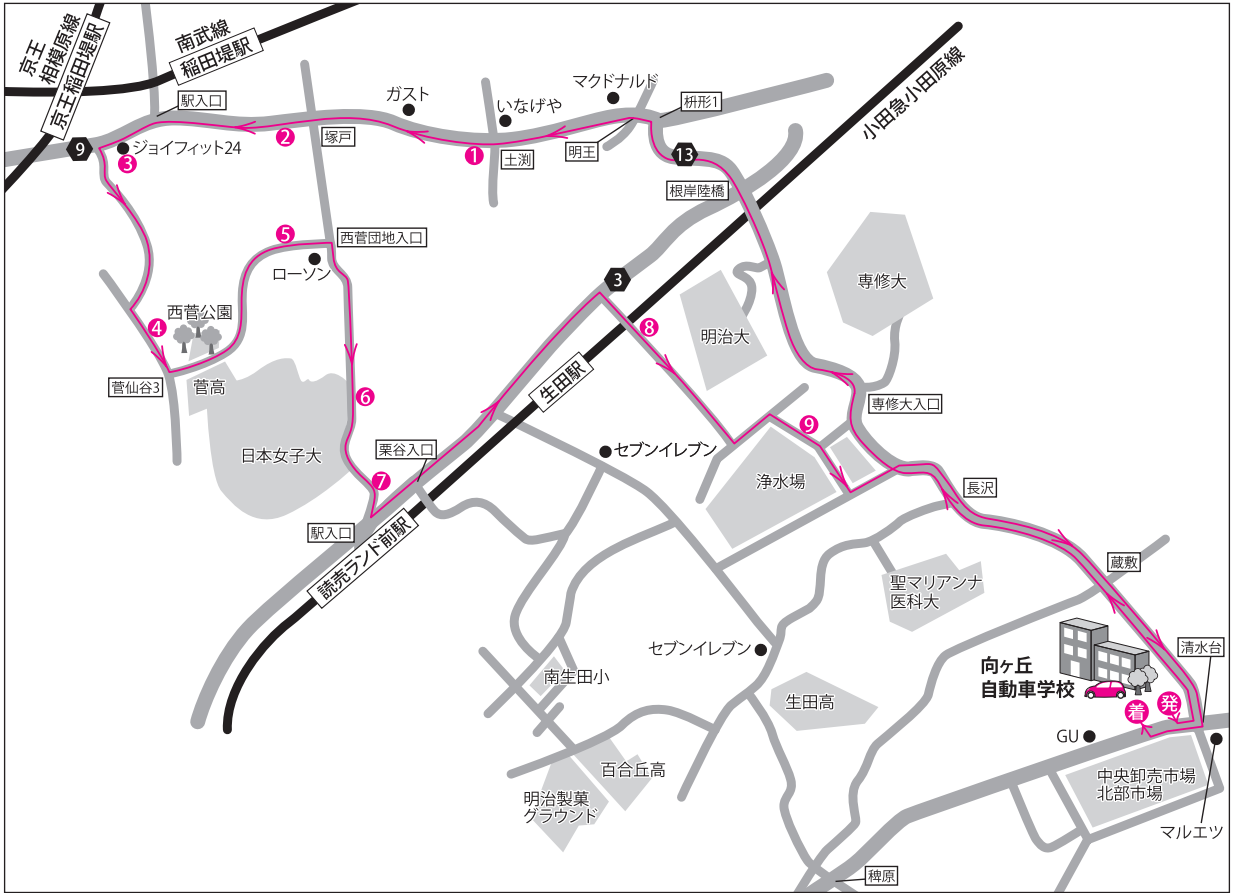 京王
相模原線
京王稲田堤駅
南武線
稲田堤駅
小田急小田原線
駅入口
ガスト
いなげや
マクドナルド
枡形1
9
ジョイフィット24
3
2
塚戸
1
土渕
明王
13
根岸陸橋
5
西菅団地入口
ローソン
3
専修大
西菅公園
4
8
明治大
菅仙谷3
菅高
生田駅
6
専修大入口
9
日本女子大
栗谷入口
セブンイレブン
7
浄水場
長沢
駅入口
読売ランド前駅
蔵敷
聖マリアンナ
医科大
セブンイレブン
清水台
向ヶ丘
自動車学校
南生田小
生田高
着
発
GU
百合丘高
中央卸売市場
北部市場
明治製菓
グラウンド
マルエツ
稗原